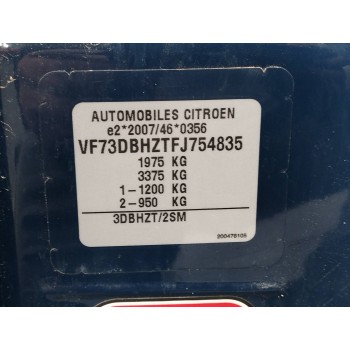 AUTOMOBILES CITROEN
e2*2007/46*0356
VF73DBHZTFJ754835
1975 KG
3375 KG
1-1200 KG
2-950 KG
3DBHZT/2SM